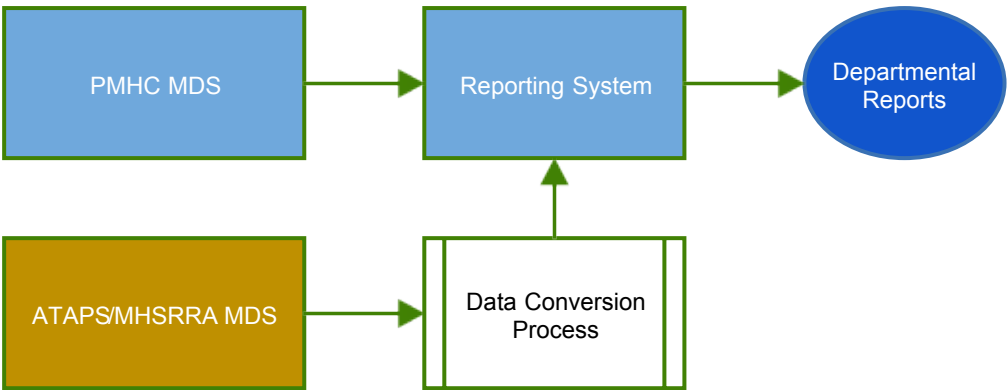 PMHC MDS
Reporting System
Departmental
Reports
ATAPS/MHSRRA MDS
Data Conversion
Process